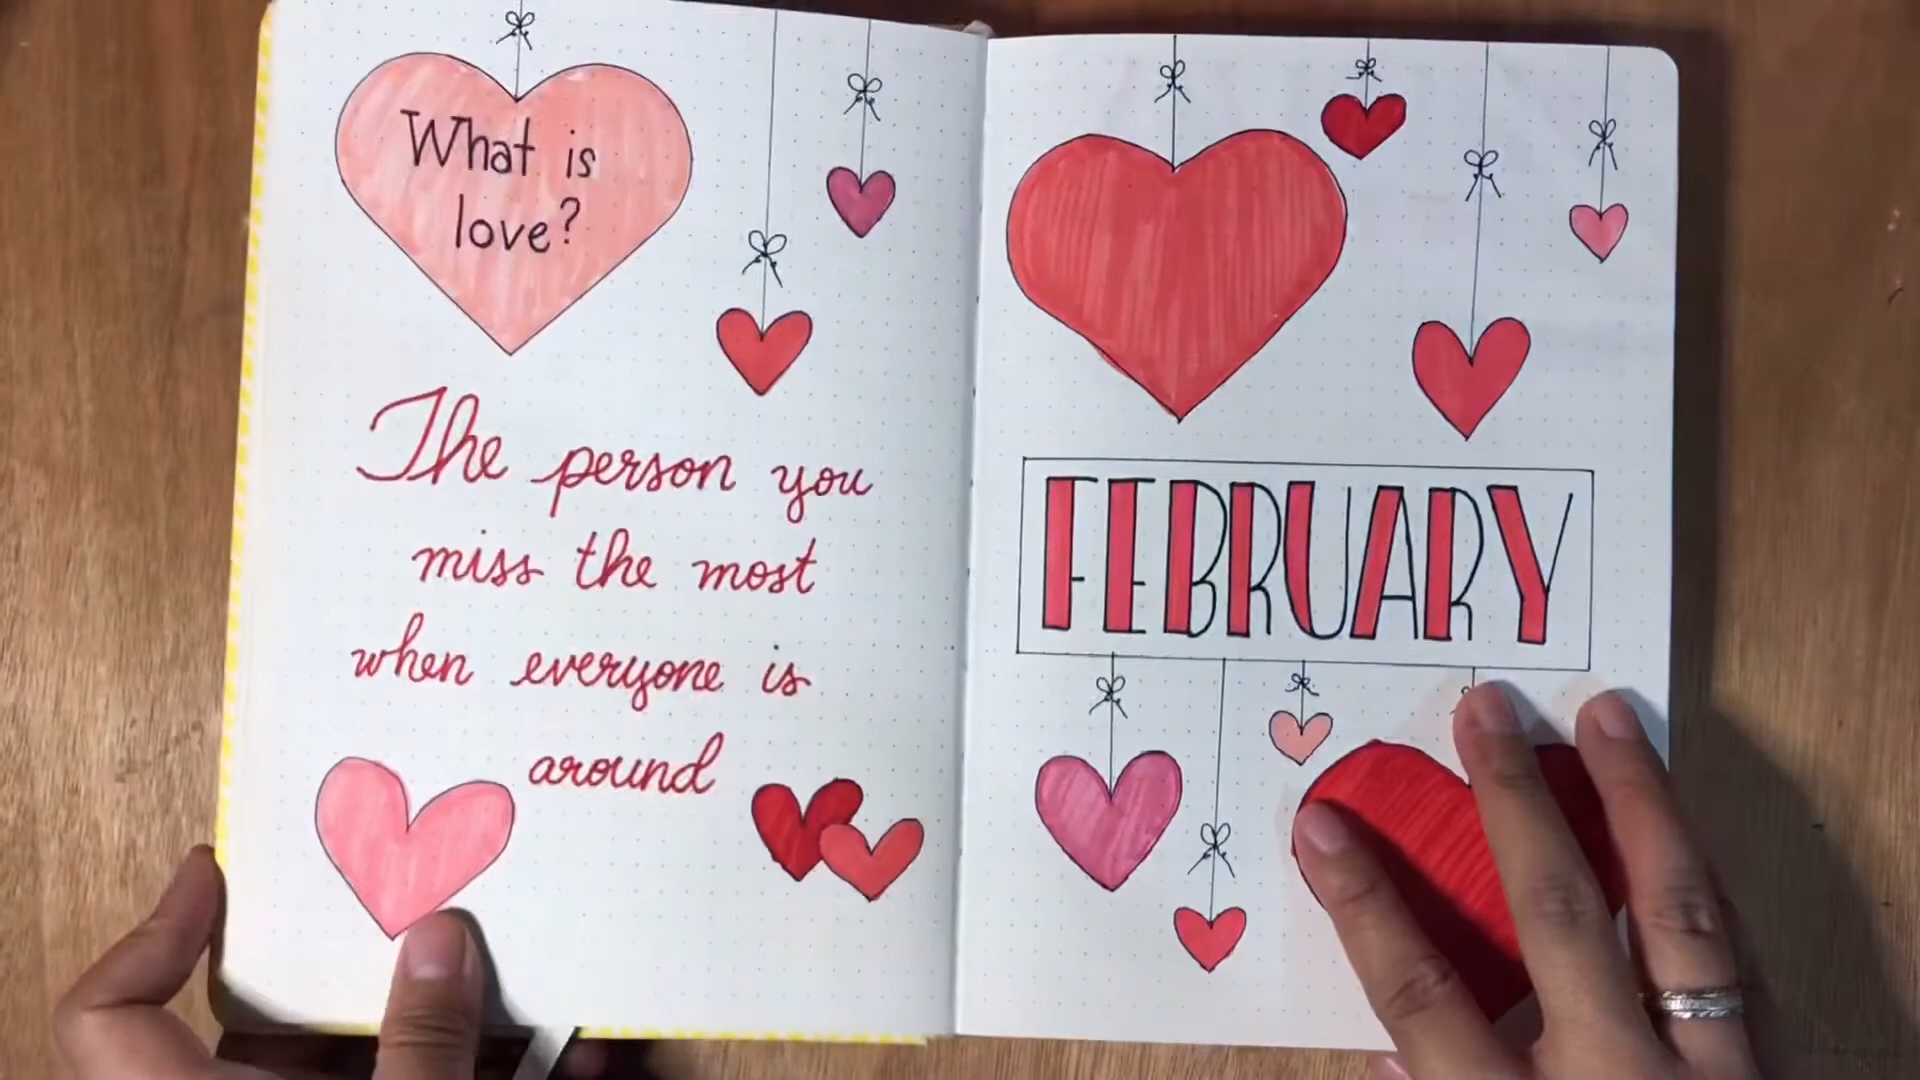 What is
love?
The person you
miss the most
when everyone is
around
FEBRUARY